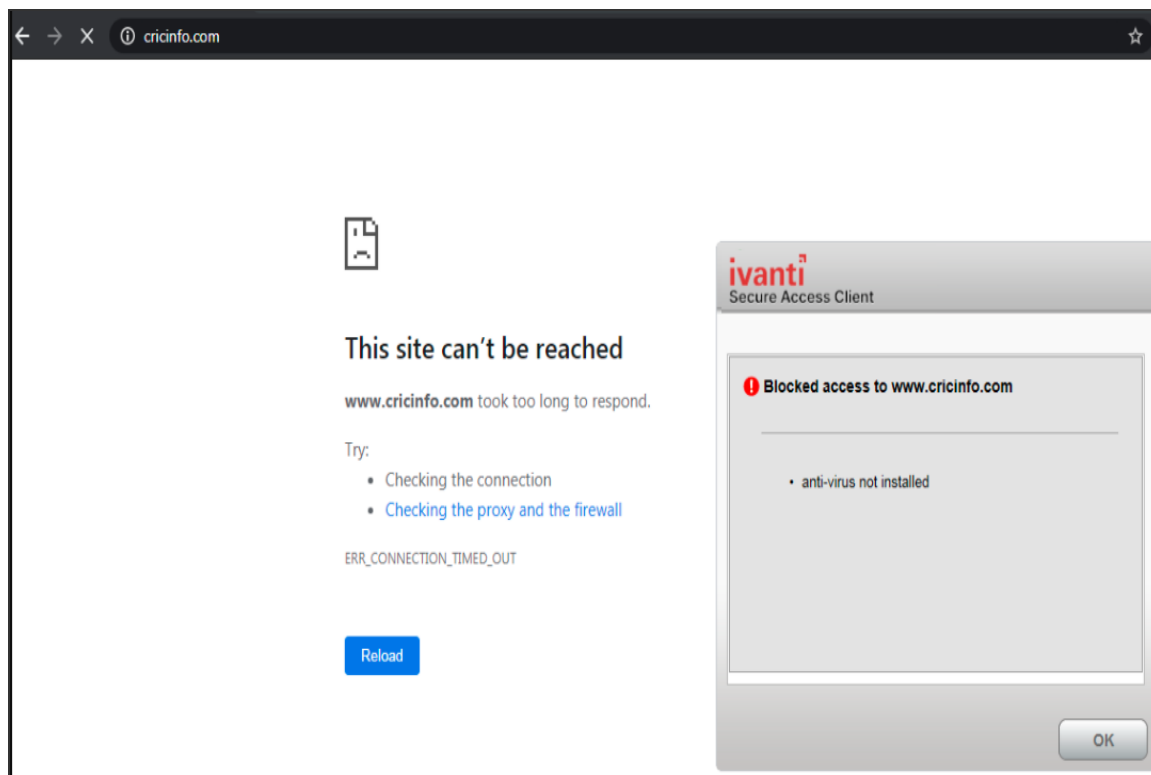 cricinfo.com
This site can't be reached
www.cricinfo.com took too long to respond.
Try:
• Checking the connection
• Checking the proxy and the firewall
ERR_CONNECTION_TIMED_OUT
Reload
ivanti
Secure Access Client
Blocked access to www.cricinfo.com
• anti-virus not installed
OK